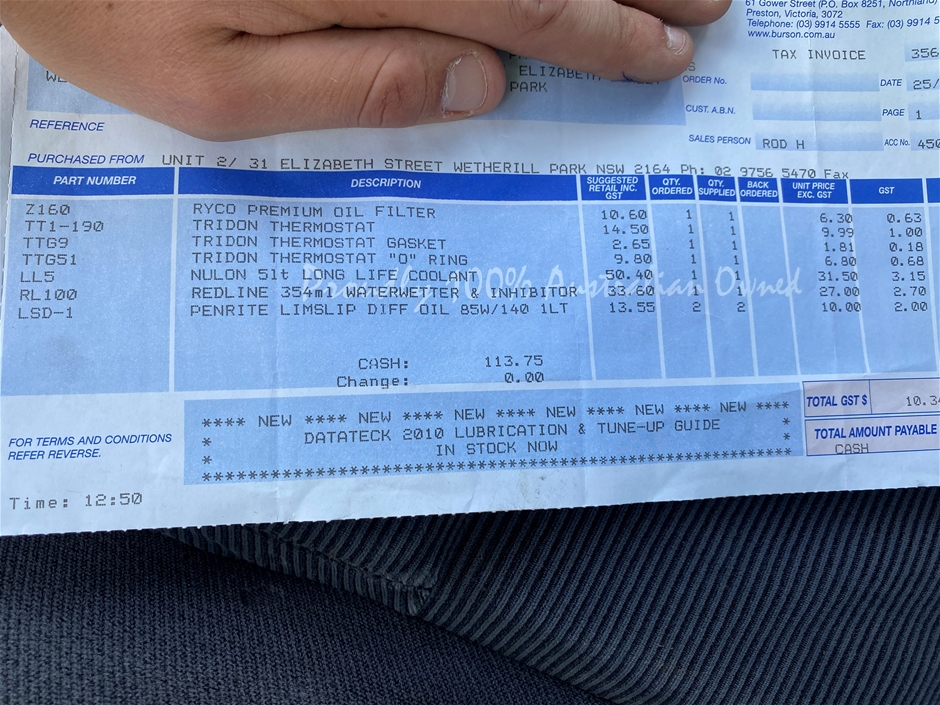 61 Gower Street (P.O. Box 8251, Northland
Preston, Victoria, 3072
Telephone: (03) 9914 5555 Fax: (03) 9914 5
www.burson.com.au
TAX INVOICE 356
ELIZABETH S
PARK
ORDER No.
DATE 25/
CUST. A.B.N.
PAGE 1
REFERENCE
SALES PERSON ROD H ACC No. 450
PURCHASED FROM UNIT 2/ 31 ELIZABETH STREET WETHERILL PARK NSW 2164 Ph: 02 9756 5470 Fax
PART NUMBER DESCRIPTION SUGGESTED RETAIL INC. GST QTY. ORDERED QTY. SUPPLIED BACK ORDERED UNIT PRICE EXC. GST GST
Z160 RYCO PREMIUM OIL FILTER 10.60 1 1 6.30 0.63
TT1-190 TRIDON THERMOSTAT 14.50 1 1 9.99 1.00
TTG9 TRIDON THERMOSTAT GASKET 2.65 1 1 1.81 0.18
TTG51 TRIDON THERMOSTAT "O" RING 9.80 1 1 6.80 0.68
LL5 NULON 5lt LONG LIFE/COOLANT 50.40 1 1 31.50 3.15
RL100 REDLINE 354ml WATERWETTER & INHIBITOR 33.60 1 1 27.00 2.70
LSD-1 PENRITE LIMSLIP DIFF OIL 85W/140 1LT 13.55 2 2 10.00 2.00
Proudly 100% Australian Owned
CASH: 113.75
Change: 0.00
**** NEW **** NEW **** NEW **** NEW **** NEW **** NEW ****
* DATATECK 2010 LUBRICATION & TUNE-UP GUIDE *
* IN STOCK NOW *
************************************************************
TOTAL GST $ 10.34
TOTAL AMOUNT PAYABLE
CASH
FOR TERMS AND CONDITIONS
REFER REVERSE.
Time: 12:50